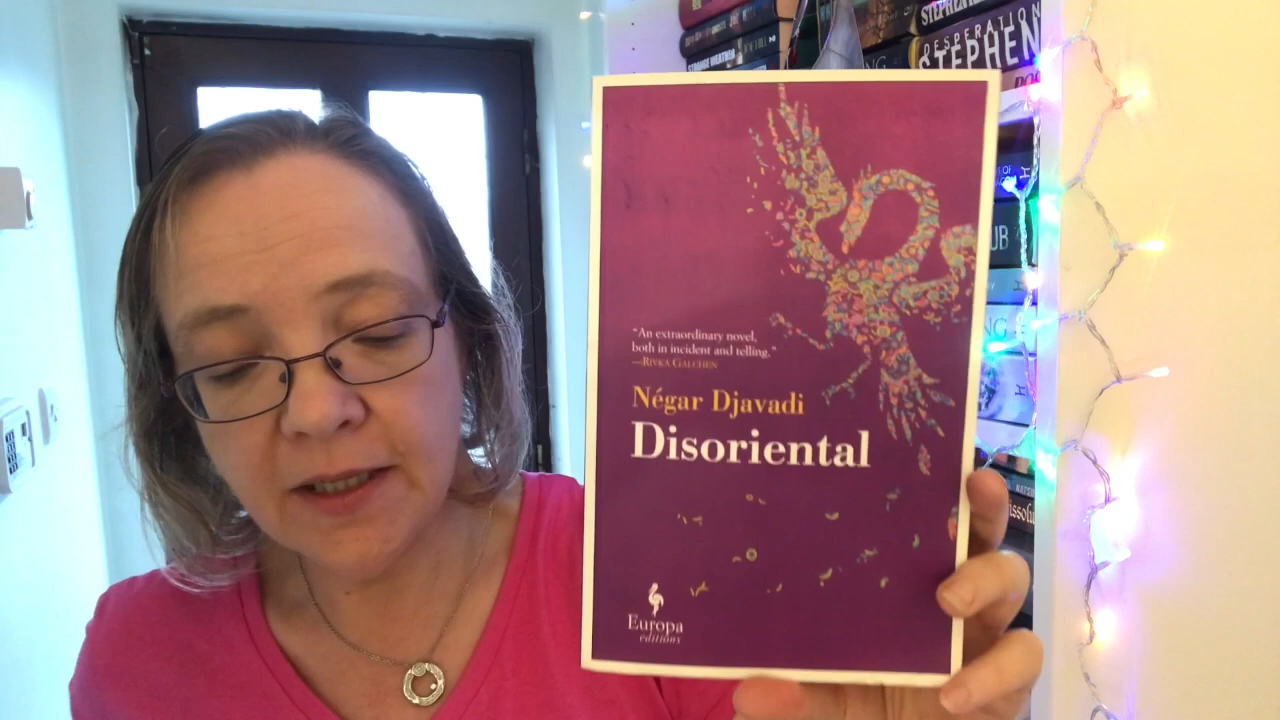 STRANGE WEATHER
STEPHEN
DESPERATION
STEPHEN
"An extraordinary novel,
both in incident and telling."
—RIVKA GALCHEN
Négar Djavadi
Disoriental
Europa
editions